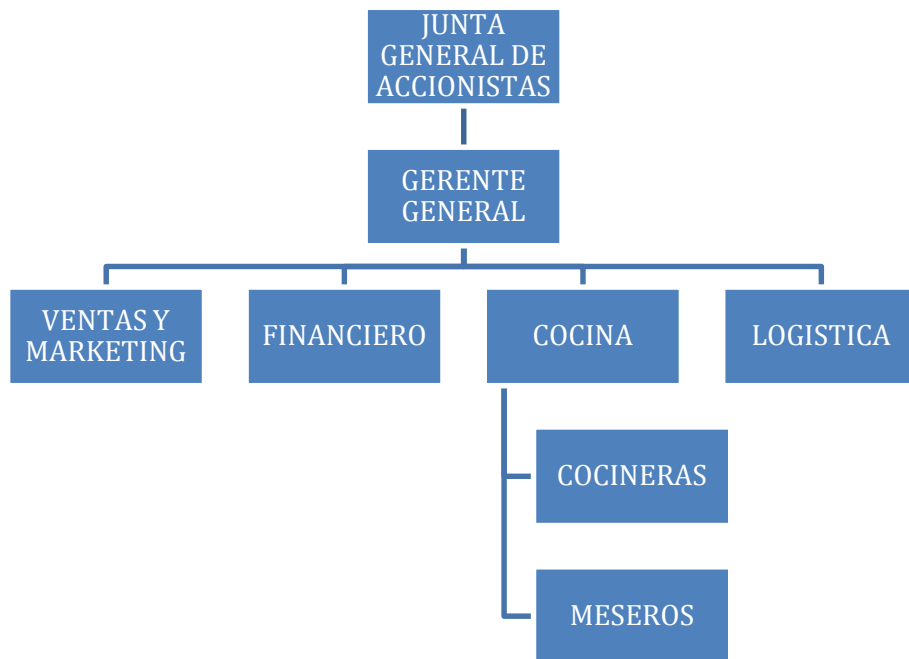 JUNTA
GENERAL DE
ACCIONISTAS
GERENTE
GENERAL
VENTAS Y
MARKETING
FINANCIERO
COCINA
LOGISTICA
COCINERAS
MESEROS